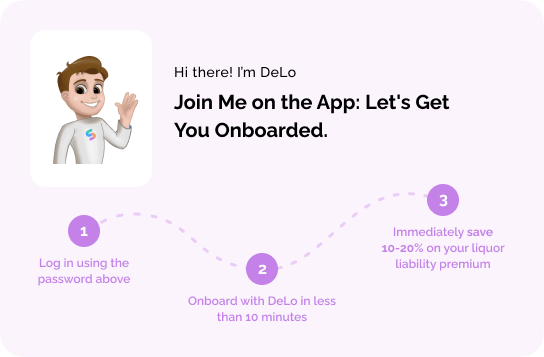 Hi there! I'm DeLo
Join Me on the App: Let's Get
You Onboarded.
1
Log in using the
password above
2
Onboard with DeLo in less
than 10 minutes
3
Immediately save
10-20% on your liquor
liability premium